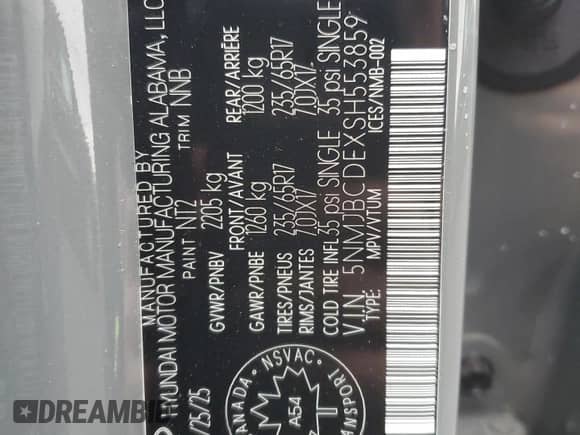 MANUFACTURED BY
HYUNDAI MOTOR MANUFACTURING ALABAMA, LLC
PAINT NT2 TRIM NNB
/25/25
GVWR/PNBV 2205 kg
FRONT/AVANT REAR/ARRIÈRE
GAWR/PNBE 1260 kg 1200 kg
TIRES/PNEUS 235/65R17 235/65R17
RIMS/JANTES 7.0JX17 7.0JX17
COLD TIRE INFL 35 psi SINGLE 35 psi SINGLE
V.I.N. 5NMJBCDEXSH553859
TYPE: MPV/VTUM ICES/NMB-002
CANADA · NSVAC · TRANSPORT
A54
DREAMBID